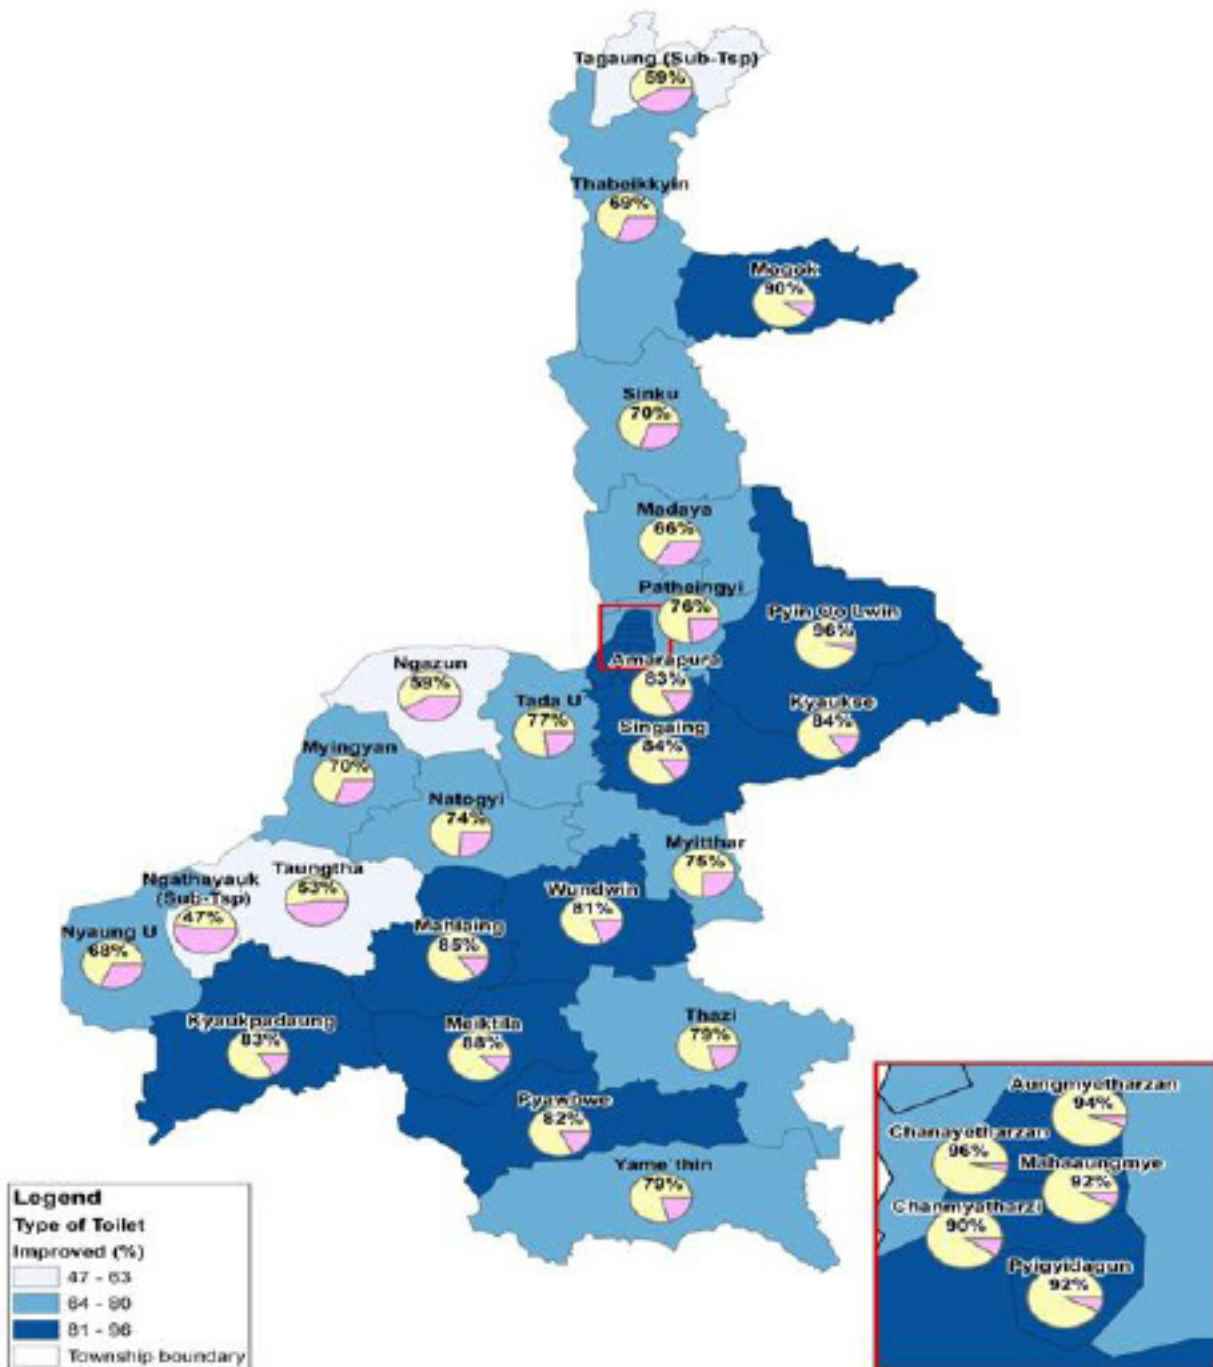 Tagaung (Sub-Tsp)
59%
Thabeikkyin
69%
Mogok
90%
Sinku
70%
Madaya
66%
Patheingyi
76%
Pyin Oo Lwin
96%
Amarapura
83%
Ngazun
59%
Tada U
77%
Kyaukse
84%
Singaing
84%
Myingyan
70%
Natogyi
74%
Myitthar
75%
Taungtha
53%
Ngathayauk
(Sub-Tsp)
47%
Wundwin
81%
Mahlaing
85%
Nyaung U
68%
Kyaukpadaung
83%
Meiktila
88%
Thazi
79%
Pyawbwe
82%
Yame`thin
79%
Aungmyetharzan
94%
Chanayetharzan
96%
Mahaaungmye
92%
Chanmyatharzi
90%
Pyigyidagun
92%
Legend
Type of Toilet
Improved (%)
47 - 63
64 - 80
81 - 96
Township boundary